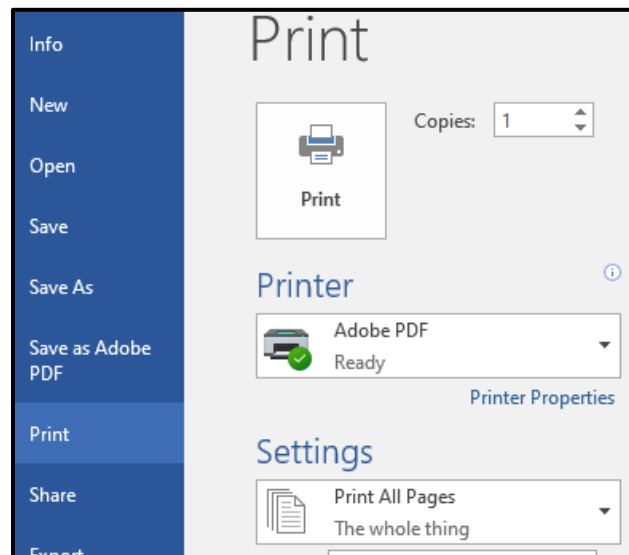 Info
New
Open
Save
Save As
Save as Adobe
PDF
Print
Share
Export
Print
Copies: 1
Print
Printer
Adobe PDF
Ready
Printer Properties
Settings
Print All Pages
The whole thing